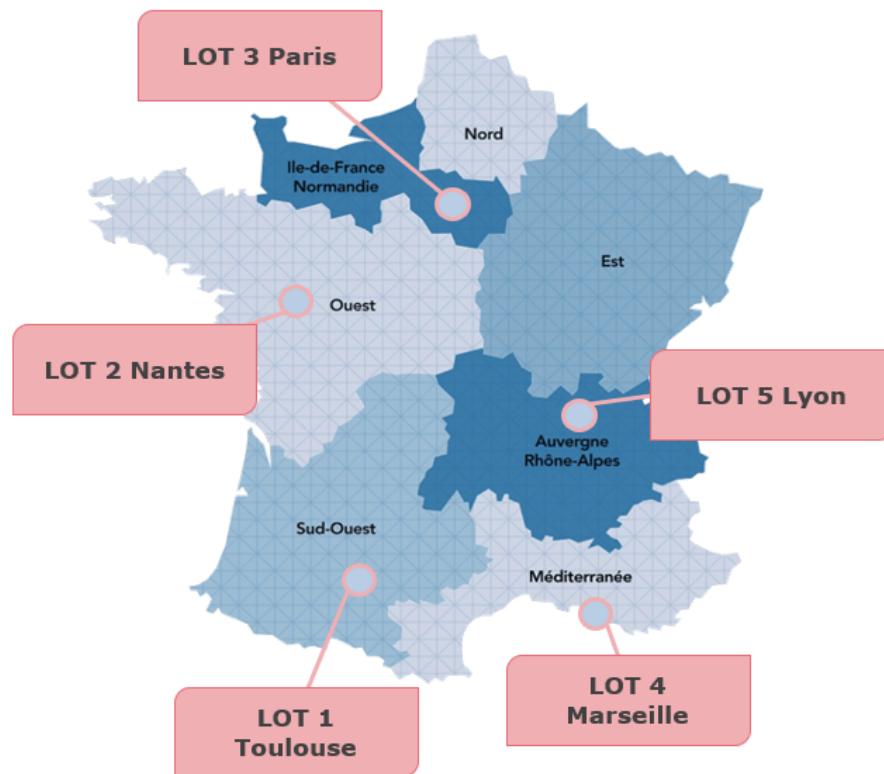 LOT 3 Paris
Nord
Ile-de-France
Normandie
Est
Ouest
LOT 2 Nantes
LOT 5 Lyon
Auvergne
Rhône-Alpes
Sud-Ouest
Méditerranée
LOT 4
Marseille
LOT 1
Toulouse